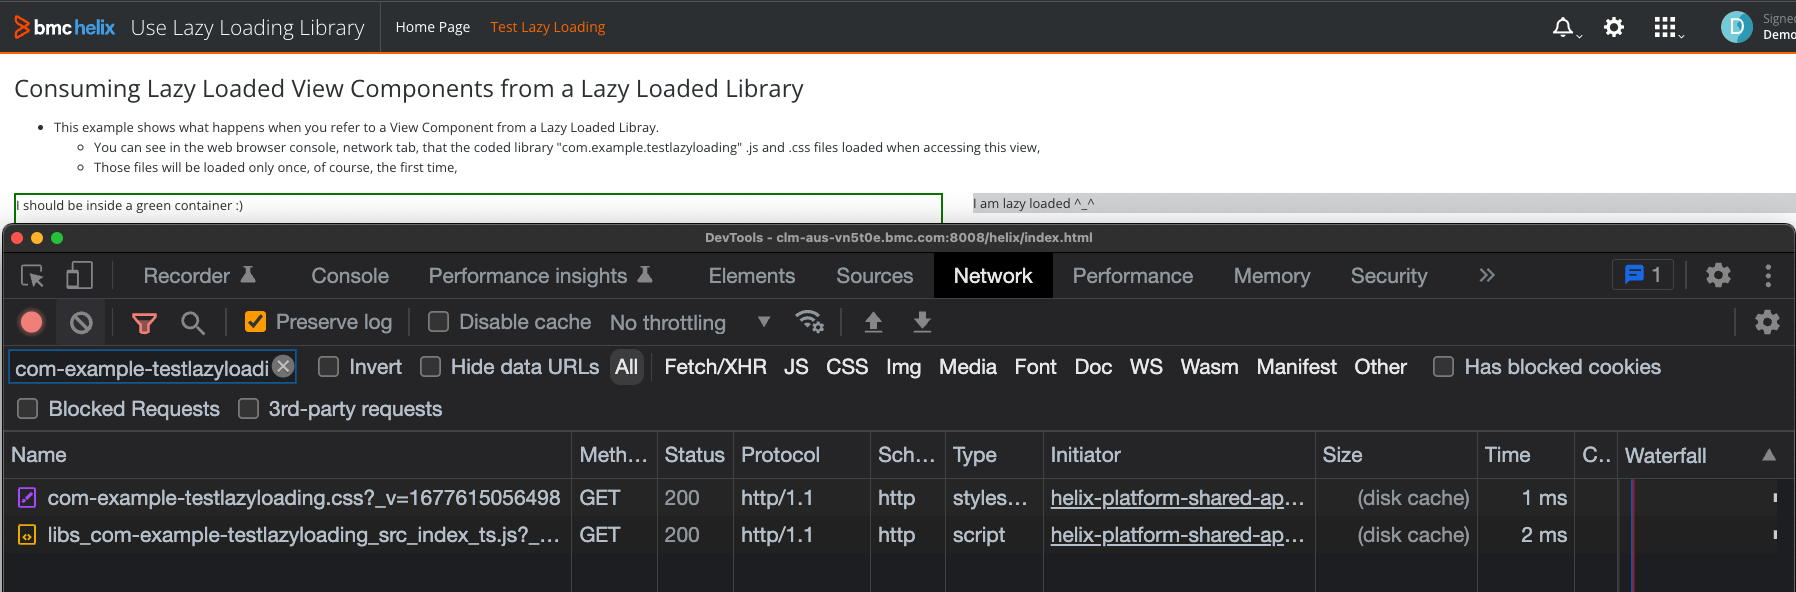 bmc helix Use Lazy Loading Library Home Page Test Lazy Loading D Signed
Demo
Consuming Lazy Loaded View Components from a Lazy Loaded Library
• This example shows what happens when you refer to a View Component from a Lazy Loaded Libray.
○ You can see in the web browser console, network tab, that the coded library "com.example.testlazyloading" .js and .css files loaded when accessing this view,
○ Those files will be loaded only once, of course, the first time,
I should be inside a green container :)
I am lazy loaded ^_^
DevTools - clm-aus-vn5t0e.bmc.com:8008/helix/index.html
Recorder Console Performance insights Elements Sources Network Performance Memory Security » 1
Preserve log Disable cache No throttling
com-example-testlazyloadi Invert Hide data URLs All Fetch/XHR JS CSS Img Media Font Doc WS Wasm Manifest Other Has blocked cookies
Blocked Requests 3rd-party requests
Name Meth... Status Protocol Sch... Type Initiator Size Time C.. Waterfall
com-example-testlazyloading.css?_v=1677615056498 GET 200 http/1.1 http styles... helix-platform-shared-ap... (disk cache) 1 ms
libs_com-example-testlazyloading_src_index_ts.js?_... GET 200 http/1.1 http script helix-platform-shared-ap... (disk cache) 2 ms